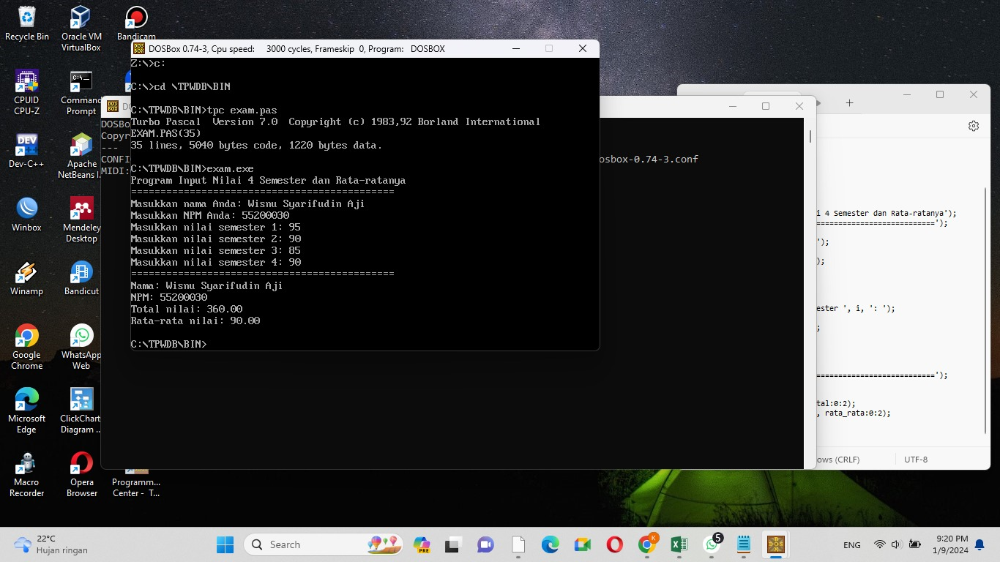 Recycle Bin
Oracle VM
VirtualBox
Bandicam
CPUID
CPU-Z
Command
Prompt
Dev-C++
Apache
NetBeans I...
Winbox
Mendeley
Desktop
Winamp
Bandicut
Google
Chrome
WhatsApp
Web
Microsoft
Edge
ClickChart
Diagram ...
Macro
Recorder
Opera
Browser
Programm...
Center - T...
DOSBox 0.74-3, Cpu speed: 3000 cycles, Frameskip 0, Program: DOSBOX
Z:\>c:
C:\>cd \TPWDB\BIN
C:\TPWDB\BIN>tpc exam.pas
Turbo Pascal Version 7.0 Copyright (c) 1983,92 Borland International
EXAM.PAS(35)
35 lines, 5040 bytes code, 1220 bytes data.
C:\TPWDB\BIN>exam.exe
Program Input Nilai 4 Semester dan Rata-ratanya
=============================================
Masukkan nama Anda: Wisnu Syarifudin Aji
Masukkan NPM Anda: 55200030
Masukkan nilai semester 1: 95
Masukkan nilai semester 2: 90
Masukkan nilai semester 3: 85
Masukkan nilai semester 4: 90
=============================================
Nama: Wisnu Syarifudin Aji
NPM: 55200030
Total nilai: 360.00
Rata-rata nilai: 90.00
C:\TPWDB\BIN>
DOSBo
Copyr
---
CONFI
MIDI:
osbox-0.74-3.conf
i 4 Semester dan Rata-ratanya');
=========================');
');
);
ester ', i, ': ');
;
=========================');
tal:0:2);
, rata_rata:0:2);
ows (CRLF)
UTF-8
22°C
Hujan ringan
Search
PRE
K
5
ENG
9:20 PM
1/9/2024